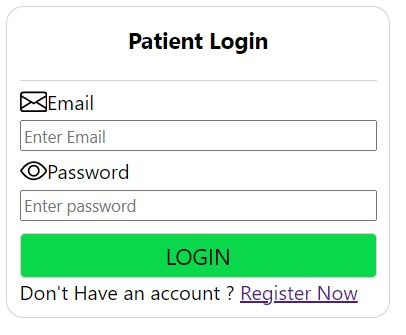 Patient Login
Email
Enter Email
Password
Enter password
LOGIN
Don't Have an account ? Register Now